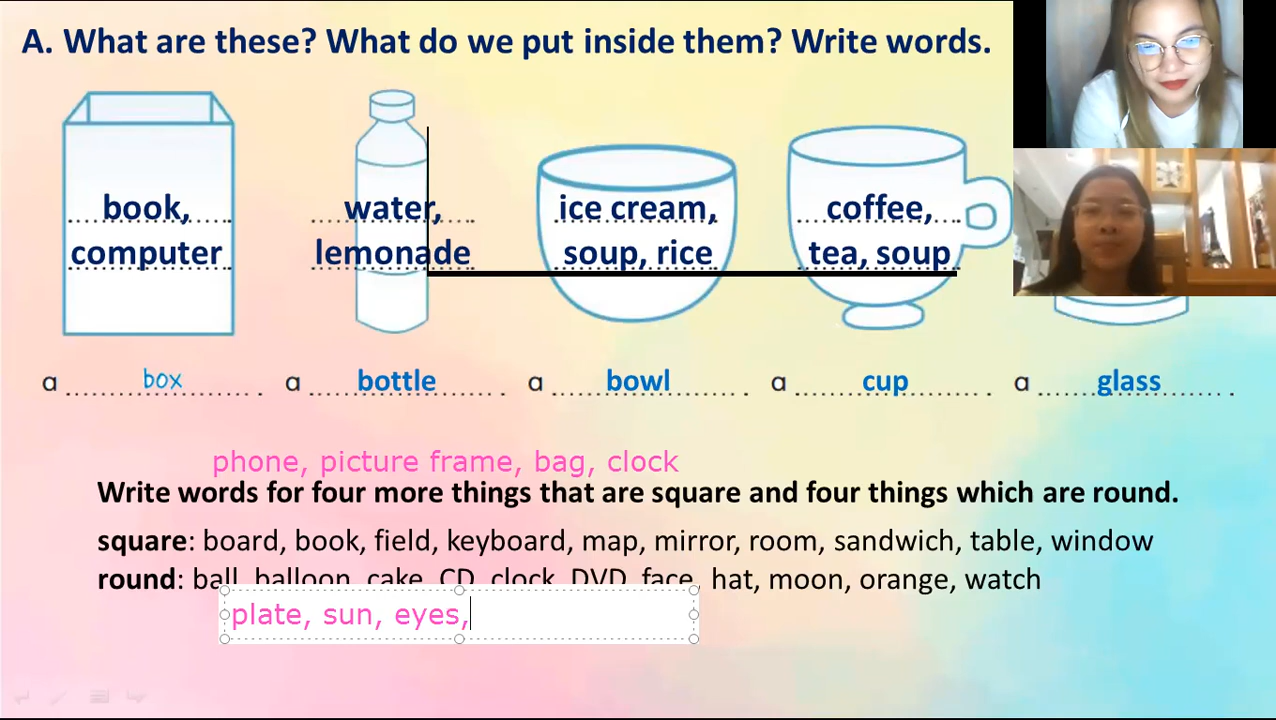 A. What are these? What do we put inside them? Write words.
book,
computer
water,
lemonade
ice cream,
soup, rice
coffee,
tea, soup
a box.
a bottle.
a bowl.
a cup.
a glass.
phone, picture frame, bag, clock
Write words for four more things that are square and four things which are round.
square: board, book, field, keyboard, map, mirror, room, sandwich, table, window
round: ball, balloon, cake, CD, clock, DVD, face, hat, moon, orange, watch
plate, sun, eyes,